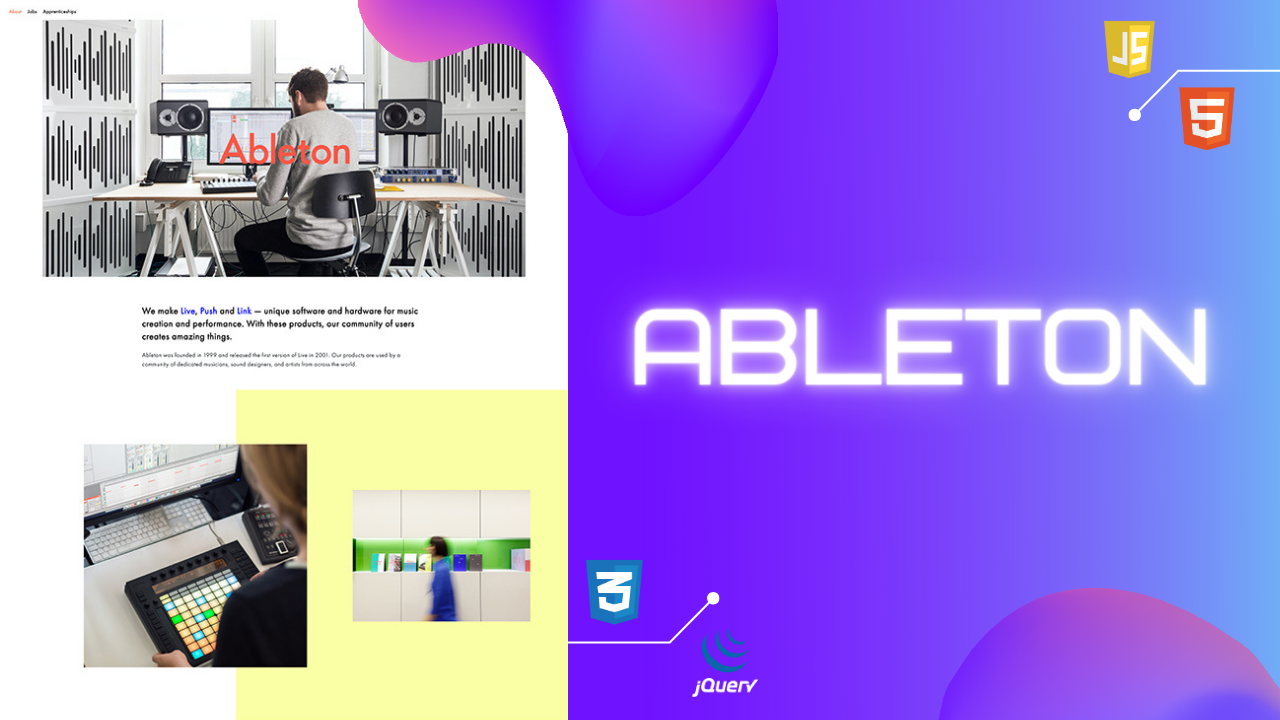 About Jobs Apprenticeships
Ableton
We make Live, Push and Link — unique software and hardware for music
creation and performance. With these products, our community of users
creates amazing things.
Ableton was founded in 1999 and released the first version of Live in 2001. Our products are used by a
community of dedicated musicians, sound designers, and artists from across the world.
JS
5
ABLETON
3
jQuery